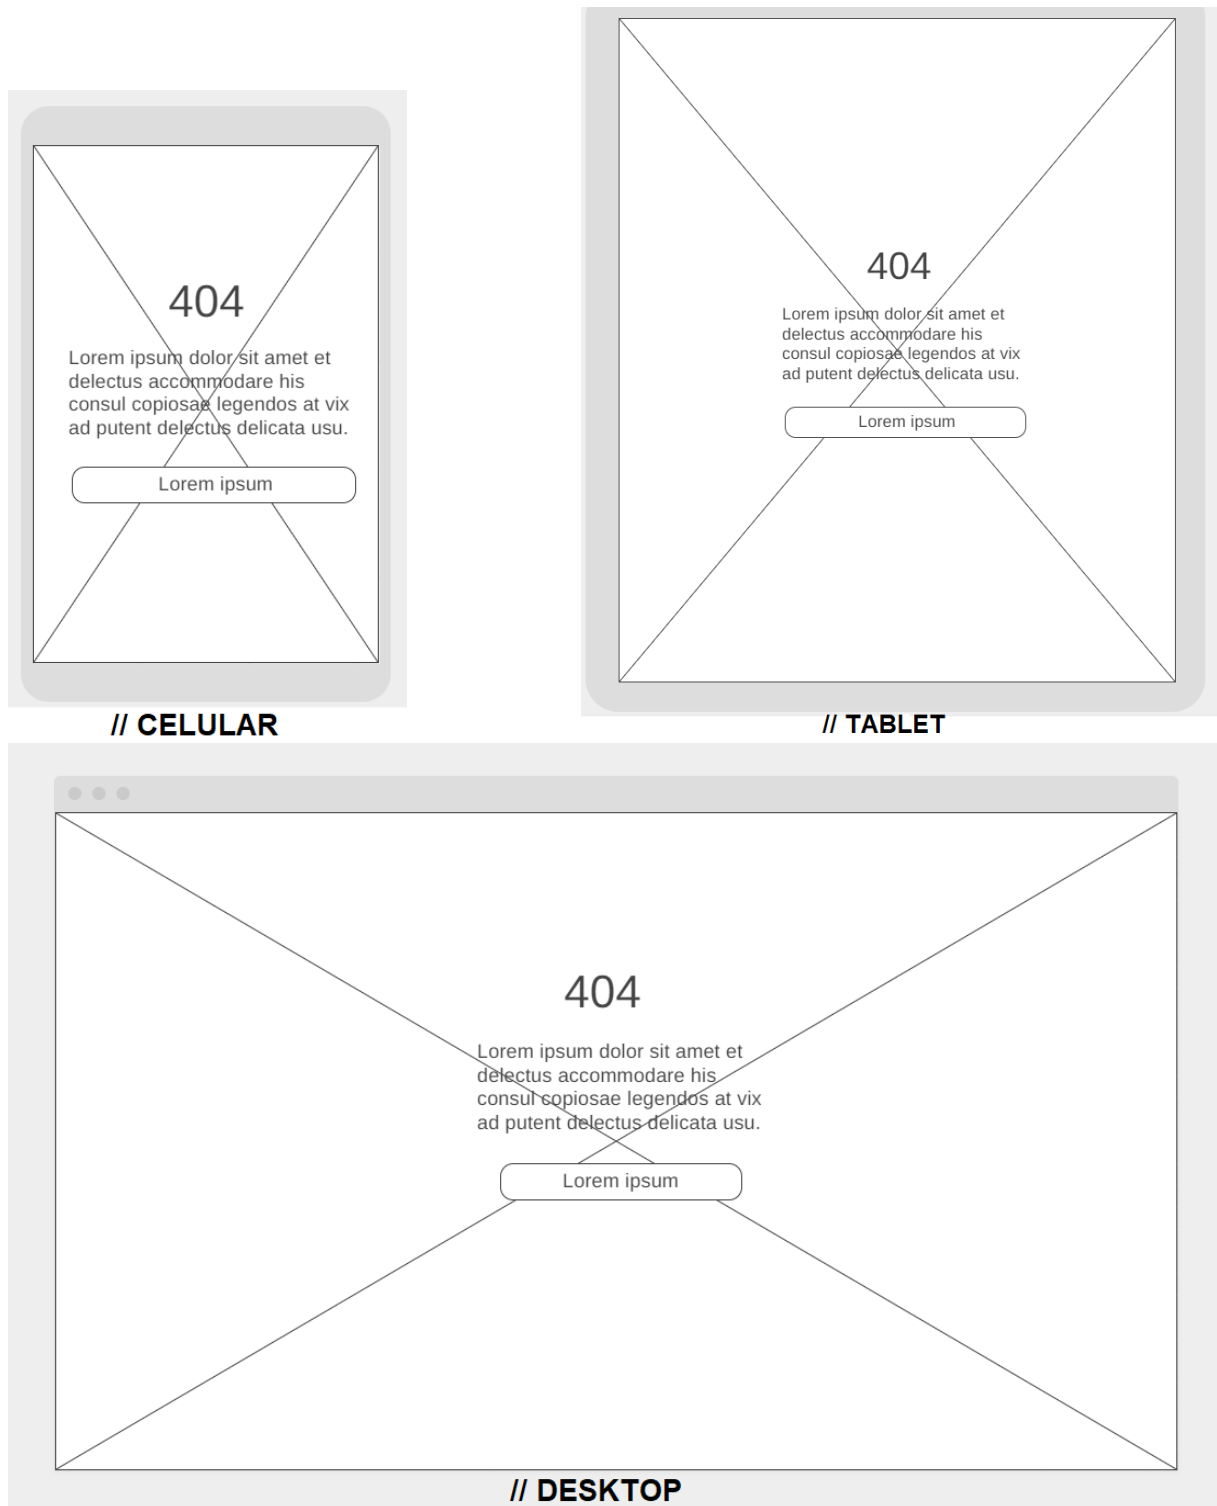 404
Lorem ipsum dolor sit amet et
delectus accommodare his
consul copiosae legendos at vix
ad putent delectus delicata usu.
Lorem ipsum
// CELULAR
404
Lorem ipsum dolor sit amet et
delectus accommodare his
consul copiosae legendos at vix
ad putent delectus delicata usu.
Lorem ipsum
// TABLET
404
Lorem ipsum dolor sit amet et
delectus accommodare his
consul copiosae legendos at vix
ad putent delectus delicata usu.
Lorem ipsum
// DESKTOP